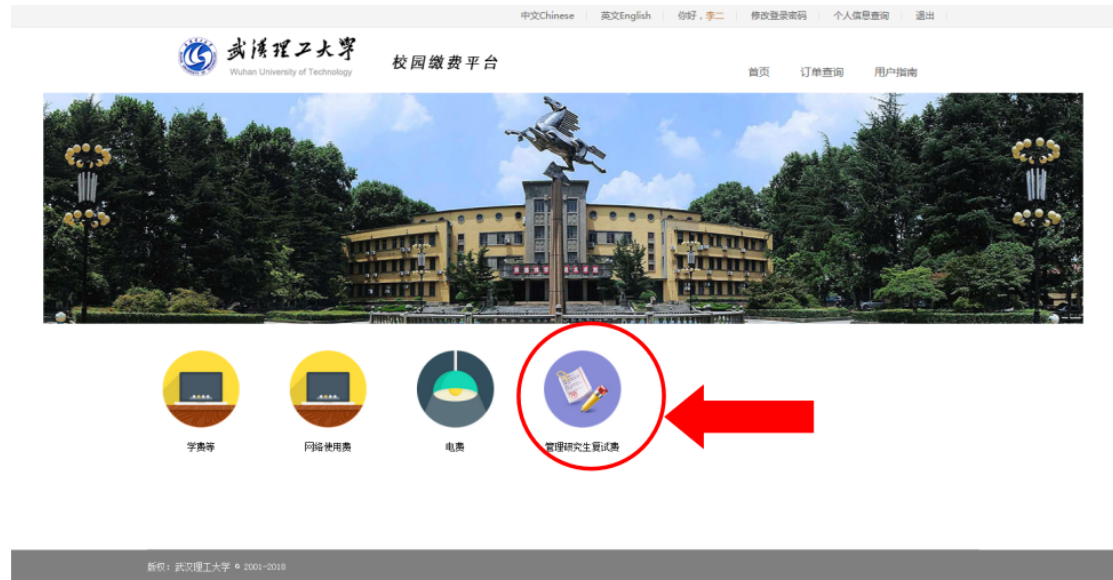 中文Chinese 英文English 你好，李二 修改登录密码 个人信息查询 退出
武汉理工大学
Wuhan University of Technology
校园缴费平台
首页 订单查询 用户指南
学费等 网络使用费 电费 管理研究生复试费
版权：武汉理工大学 © 2001-2018